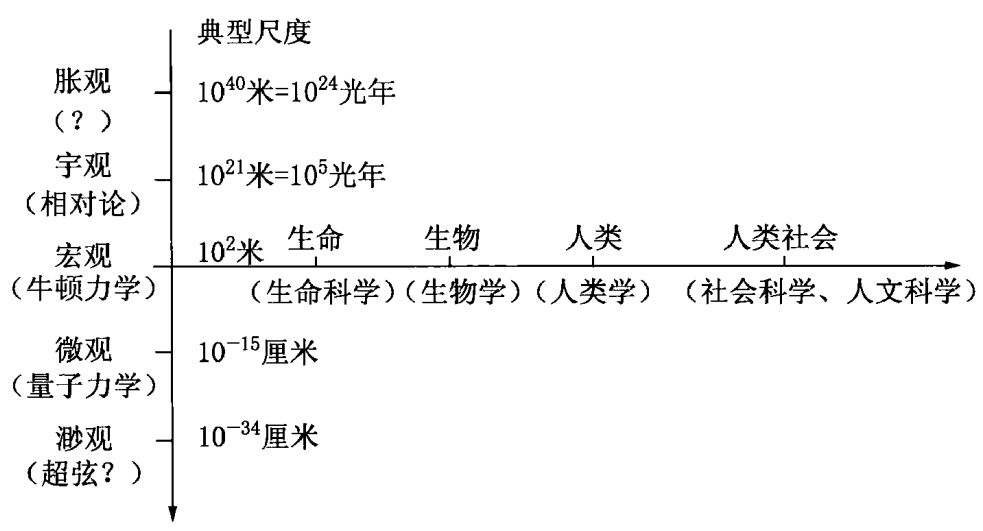 典型尺度
胀观
(?)
10⁴⁰米=10²⁴光年
宇观
(相对论)
10²¹米=10⁵光年
宏观
(牛顿力学)
10²米
生命
生物
人类
人类社会
(生命科学)(生物学)(人类学)(社会科学、人文科学)
微观
(量子力学)
10⁻¹⁵厘米
渺观
(超弦?)
10⁻³⁴厘米